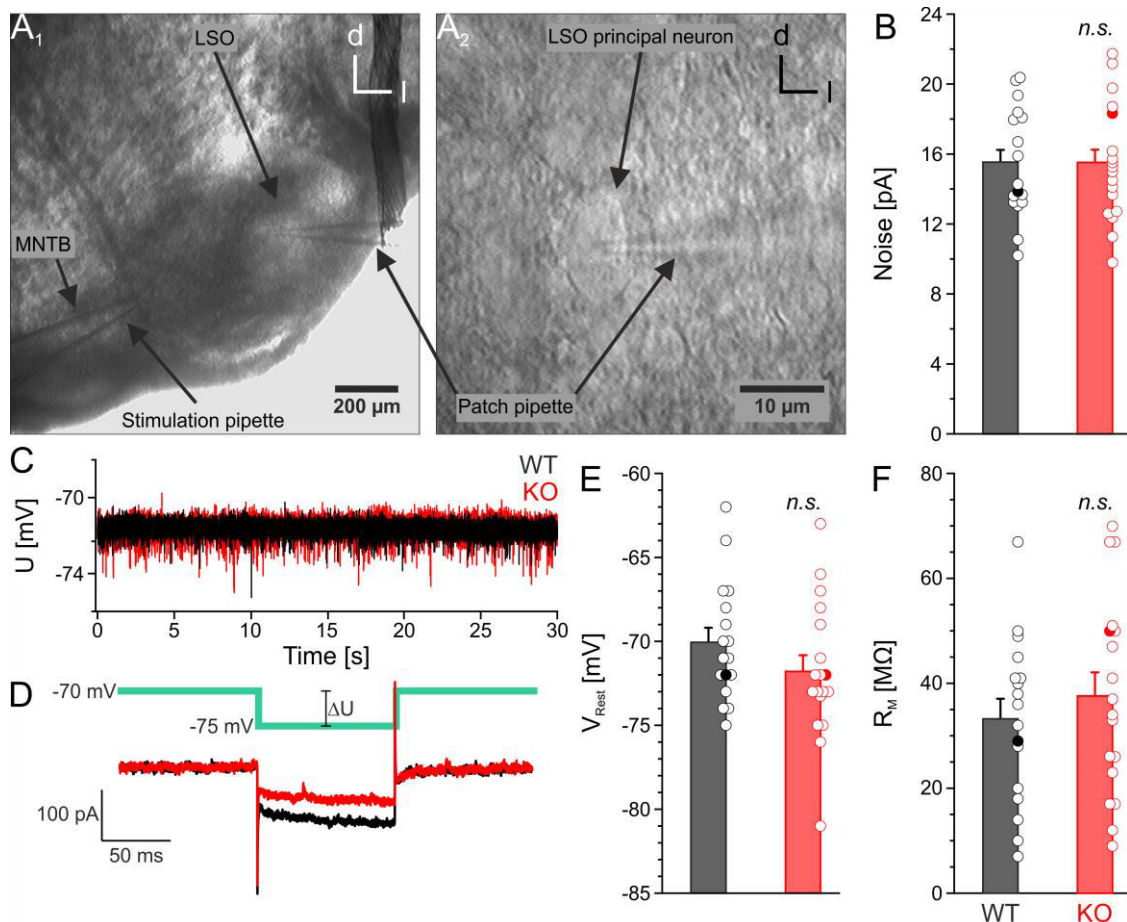 A1
LSO
d
l
MNTB
Stimulation pipette
200 µm
A2
LSO principal neuron
d
l
Patch pipette
10 µm
B
n.s.
Noise [pA]
24
20
16
12
8
4
0
C
WT
KO
U [mV]
-70
-74
0 5 10 15 20 25 30
Time [s]
D
-70 mV
-75 mV
ΔU
100 pA
50 ms
E
n.s.
VRest [mV]
-60
-65
-70
-75
-80
-85
F
n.s.
RM [MΩ]
80
60
40
20
0
WT KO